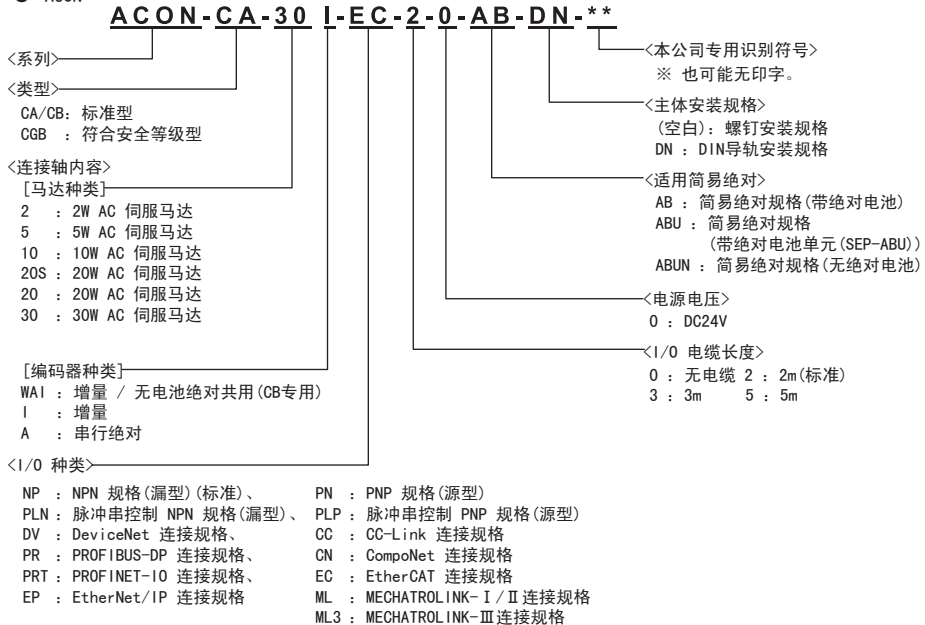 ACON-CA-30 I-EC-2-0-AB-DN-**
<系列>
<类型>
CA/CB：标准型
CGB ：符合安全等级型
<连接轴内容>
[马达种类]
2 ：2W AC 伺服马达
5 ：5W AC 伺服马达
10 ：10W AC 伺服马达
20S ：20W AC 伺服马达
20 ：20W AC 伺服马达
30 ：30W AC 伺服马达
[编码器种类]
WAI ：增量 / 无电池绝对共用(CB专用)
I ：增量
A ：串行绝对
<I/O 种类>
NP ：NPN 规格(漏型)(标准)、 PN ：PNP 规格(源型)
PLN ：脉冲串控制 NPN 规格(漏型)、 PLP ：脉冲串控制 PNP 规格(源型)
DV ：DeviceNet 连接规格、 CC ：CC-Link 连接规格
PR ：PROFIBUS-DP 连接规格、 CN ：CompoNet 连接规格
PRT ：PROFINET-IO 连接规格、 EC ：EtherCAT 连接规格
EP ：EtherNet/IP 连接规格 ML ：MECHATROLINK-Ⅰ/Ⅱ连接规格
ML3 ：MECHATROLINK-Ⅲ连接规格
<本公司专用识别符号>
※ 也可能无印字。
<主体安装规格>
(空白)：螺钉安装规格
DN ：DIN导轨安装规格
<适用简易绝对>
AB ：简易绝对规格(带绝对电池)
ABU ：简易绝对规格
(带绝对电池单元(SEP-ABU))
ABUN ：简易绝对规格(无绝对电池)
<电源电压>
0 ：DC24V
<I/O 电缆长度>
0 ：无电缆 2 ：2m(标准)
3 ：3m 5 ：5m